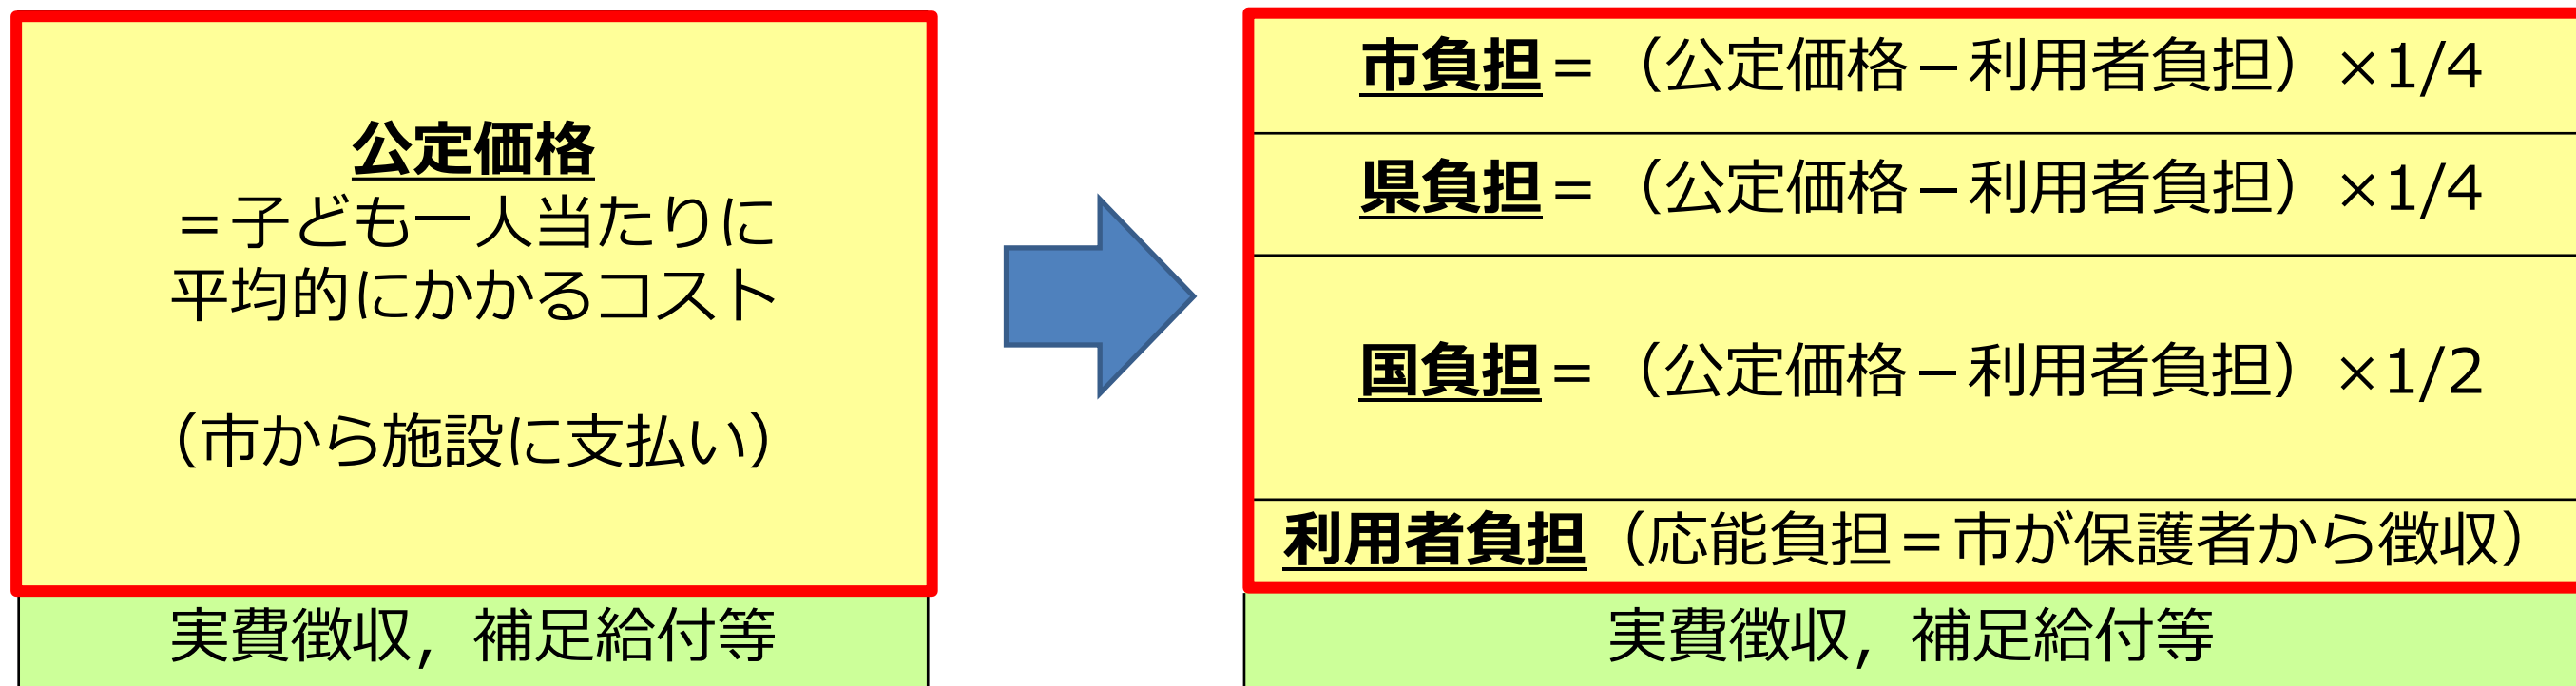 公定価格
＝子ども一人当たりに
平均的にかかるコスト
（市から施設に支払い）
実費徴収，補足給付等
市負担＝（公定価格－利用者負担）×1/4
県負担＝（公定価格－利用者負担）×1/4
国負担＝（公定価格－利用者負担）×1/2
利用者負担（応能負担＝市が保護者から徴収）
実費徴収，補足給付等